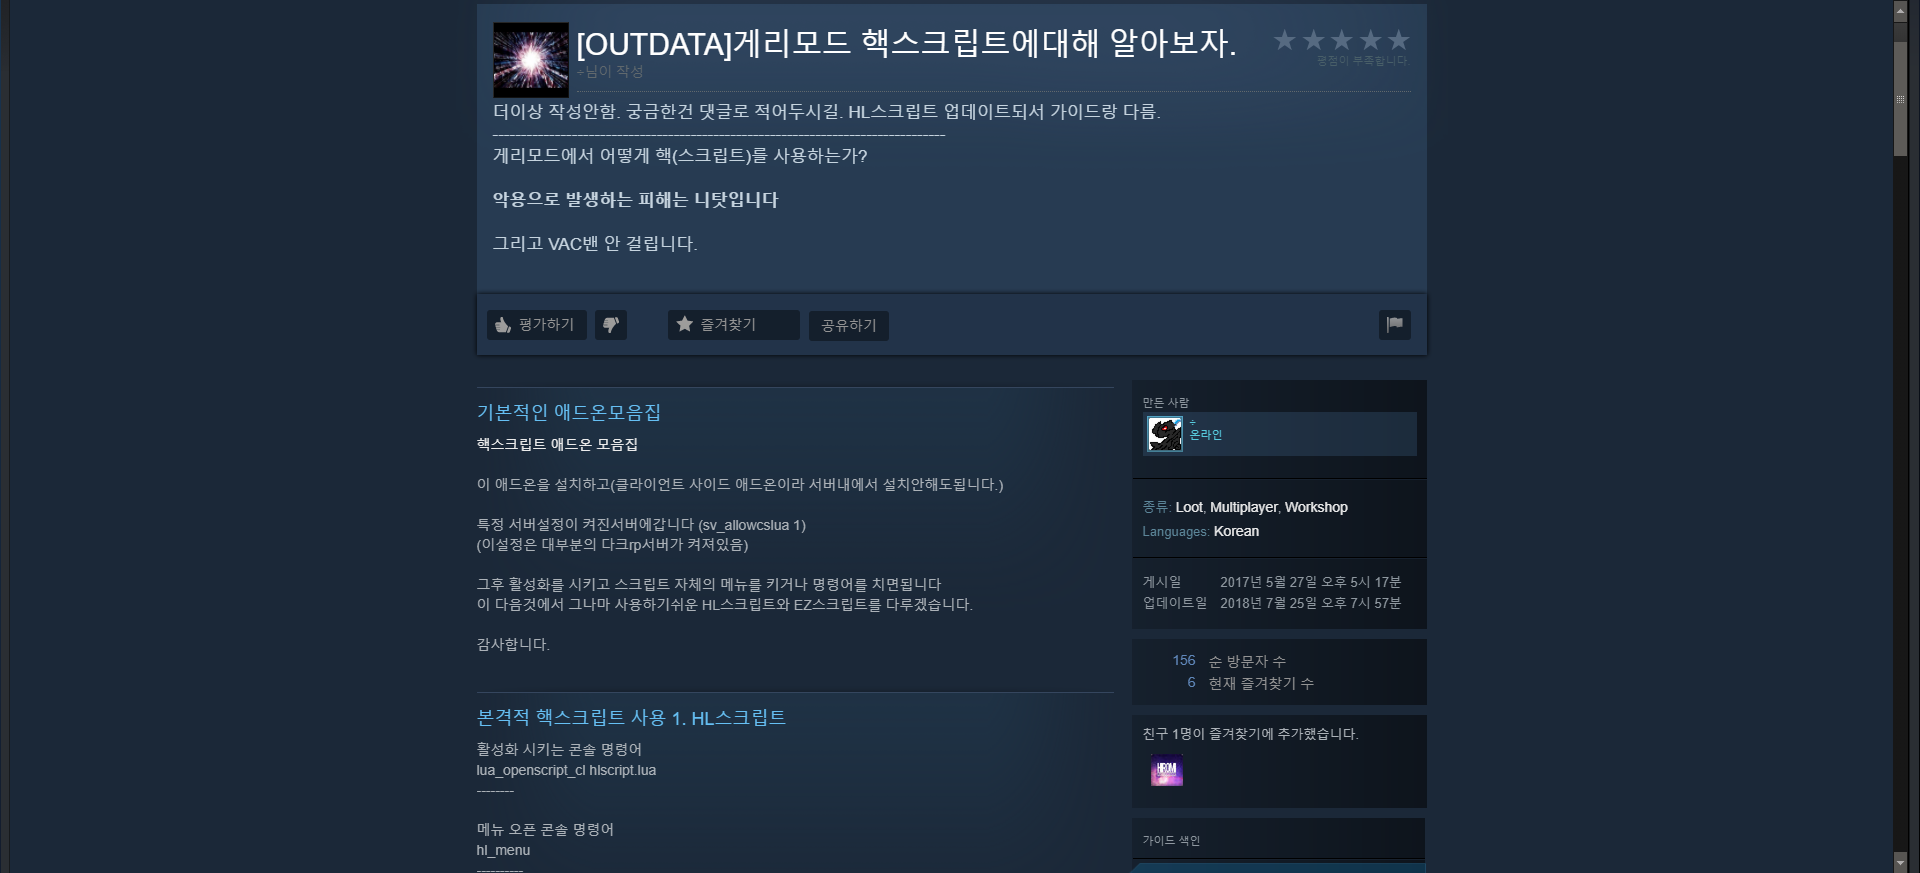 [OUTDATA]게리모드 핵스크립트에대해 알아보자.
÷님이 작성
평점이 부족합니다.
더이상 작성안함. 궁금한건 댓글로 적어두시길. HL스크립트 업데이트되서 가이드랑 다름.
--------------------------------------------------------------------------------
게리모드에서 어떻게 핵(스크립트)를 사용하는가?
악용으로 발생하는 피해는 니탓입니다
그리고 VAC밴 안 걸립니다.
평가하기
즐겨찾기
공유하기
기본적인 애드온모음집
핵스크립트 애드온 모음집
이 애드온을 설치하고(클라이언트 사이드 애드온이라 서버내에서 설치안해도됩니다.)
특정 서버설정이 켜진서버에갑니다 (sv_allowcslua 1)
(이설정은 대부분의 다크rp서버가 켜져있음)
그후 활성화를 시키고 스크립트 자체의 메뉴를 키거나 명령어를 치면됩니다
이 다음것에서 그나마 사용하기쉬운 HL스크립트와 EZ스크립트를 다루겠습니다.
감사합니다.
본격적 핵스크립트 사용 1. HL스크립트
활성화 시키는 콘솔 명령어
lua_openscript_cl hlscript.lua
--------
메뉴 오픈 콘솔 명령어
hl_menu
----------
만든 사람
÷
온라인
종류: Loot, Multiplayer, Workshop
Languages: Korean
게시일 2017년 5월 27일 오후 5시 17분
업데이트일 2018년 7월 25일 오후 7시 57분
156 순 방문자 수
6 현재 즐겨찾기 수
친구 1명이 즐겨찾기에 추가했습니다.
HIROMI
가이드 색인